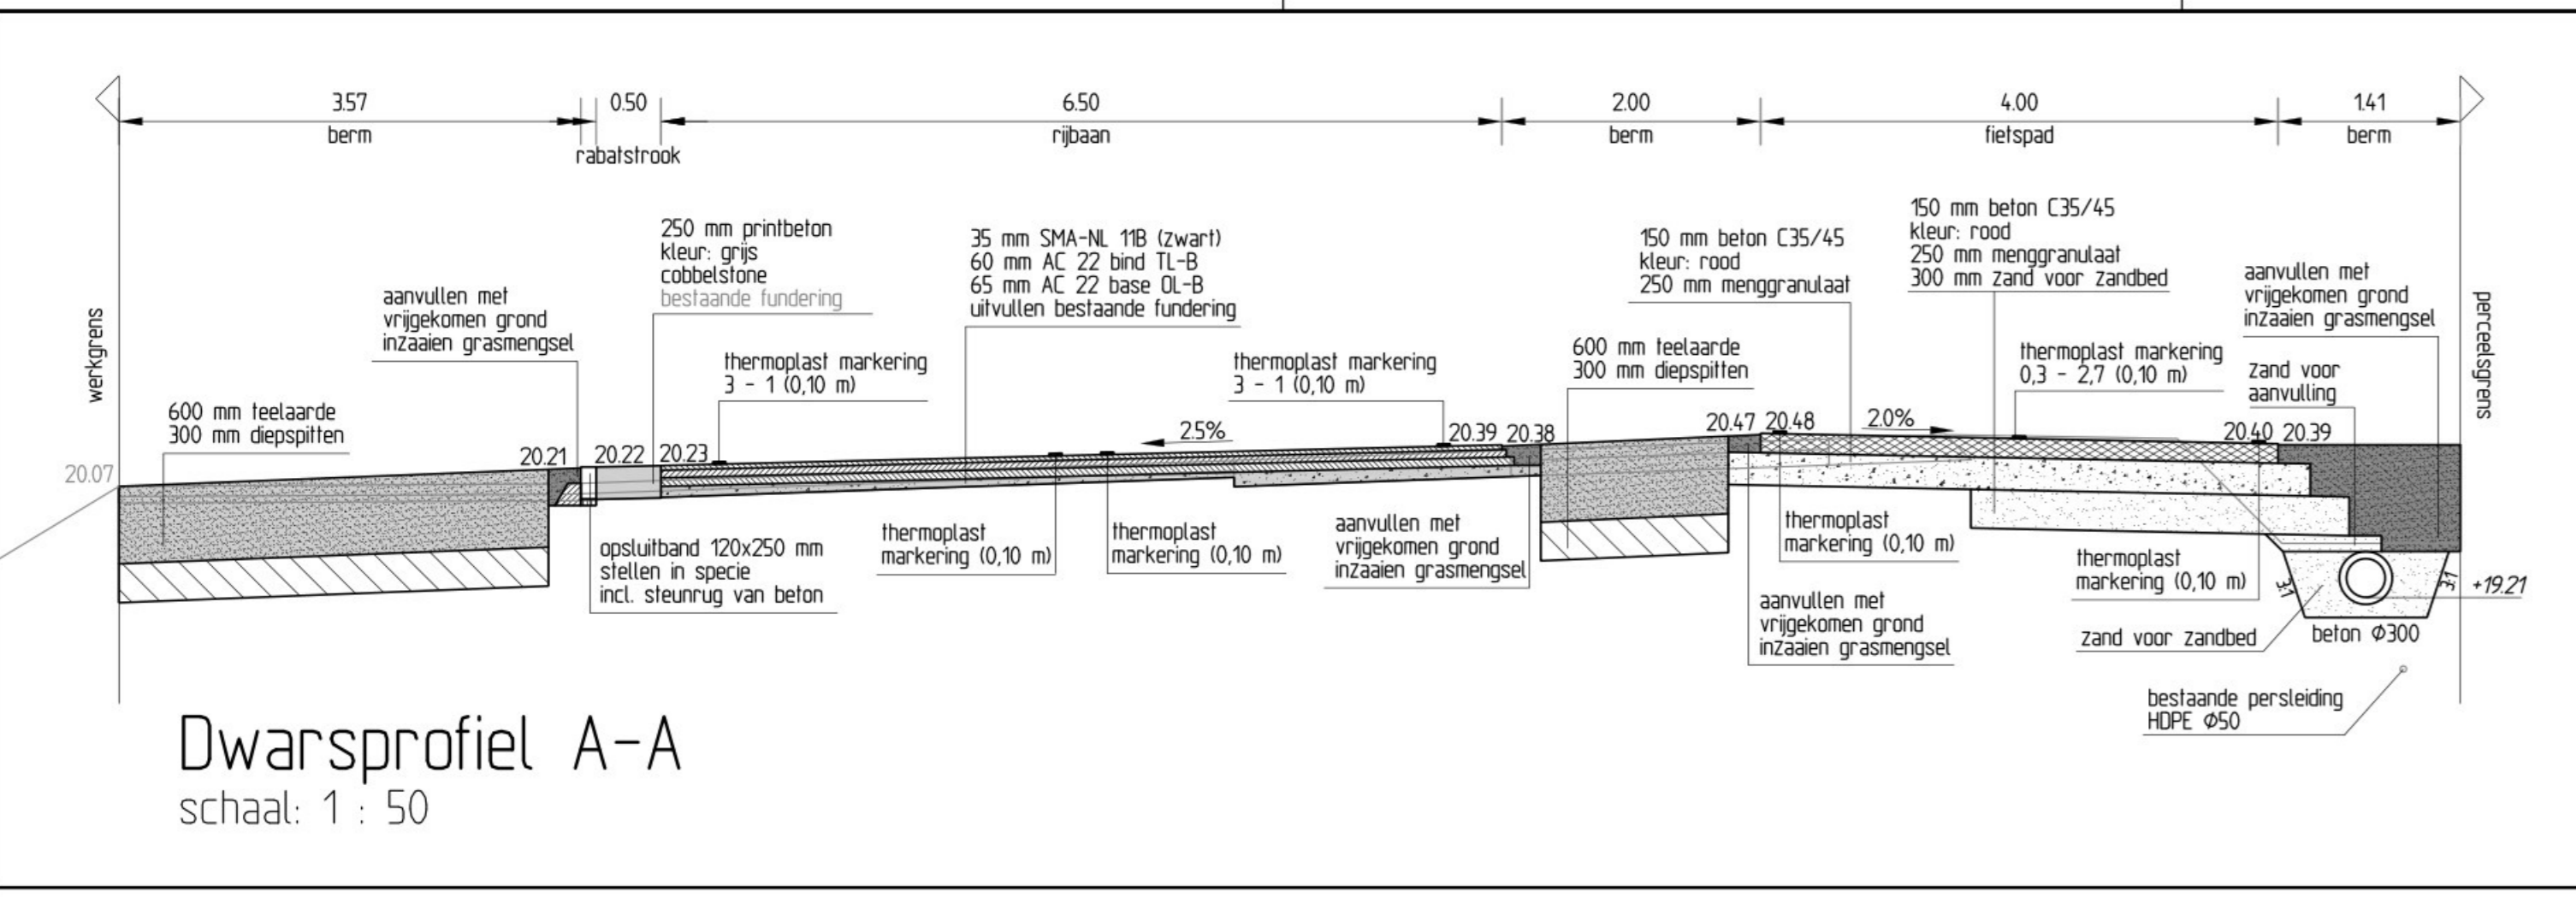 3.57
berm
0.50
rabatstrook
6.50
rijbaan
2.00
berm
4.00
fietspad
1.41
berm
werkgrens
perceelsgrens
600 mm teelaarde
300 mm diepspitten
20.07
aanvullen met
vrijgekomen grond
inzaaien grasmengsel
250 mm printbeton
kleur: grijs
cobbelstone
bestaande fundering
thermoplast markering
3 - 1 (0,10 m)
35 mm SMA-NL 11B (zwart)
60 mm AC 22 bind TL-B
65 mm AC 22 base OL-B
uitvullen bestaande fundering
thermoplast markering
3 - 1 (0,10 m)
600 mm teelaarde
300 mm diepspitten
150 mm beton C35/45
kleur: rood
250 mm menggranulaat
150 mm beton C35/45
kleur: rood
250 mm menggranulaat
300 mm zand voor zandbed
thermoplast markering
0,3 - 2,7 (0,10 m)
aanvullen met
vrijgekomen grond
inzaaien grasmengsel
zand voor
aanvulling
20.21
20.22
20.23
2.5%
20.39
20.38
20.47
20.48
2.0%
20.40
20.39
opsluitband 120x250 mm
stellen in specie
incl. steunrug van beton
thermoplast
markering (0,10 m)
thermoplast
markering (0,10 m)
aanvullen met
vrijgekomen grond
inzaaien grasmengsel
thermoplast
markering (0,10 m)
aanvullen met
vrijgekomen grond
inzaaien grasmengsel
thermoplast
markering (0,10 m)
3:1
3:1
+19.21
zand voor zandbed
beton Ø300
bestaande persleiding
HDPE Ø50
Dwarsprofiel A-A
schaal: 1 : 50